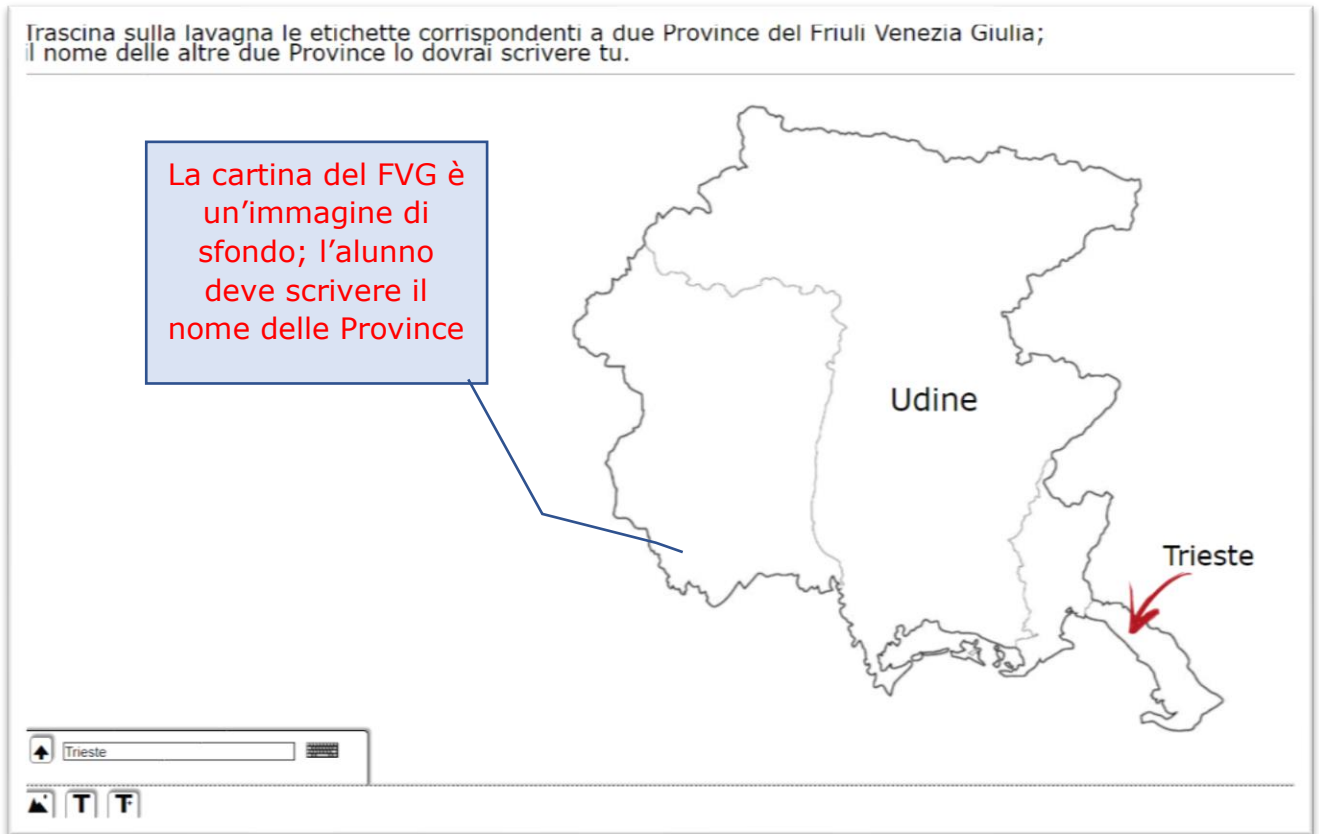 Trascina sulla lavagna le etichette corrispondenti a due Province del Friuli Venezia Giulia;
il nome delle altre due Province lo dovrai scrivere tu.
La cartina del FVG è
un’immagine di
sfondo; l’alunno
deve scrivere il
nome delle Province
Udine
Trieste
Trieste
T T+